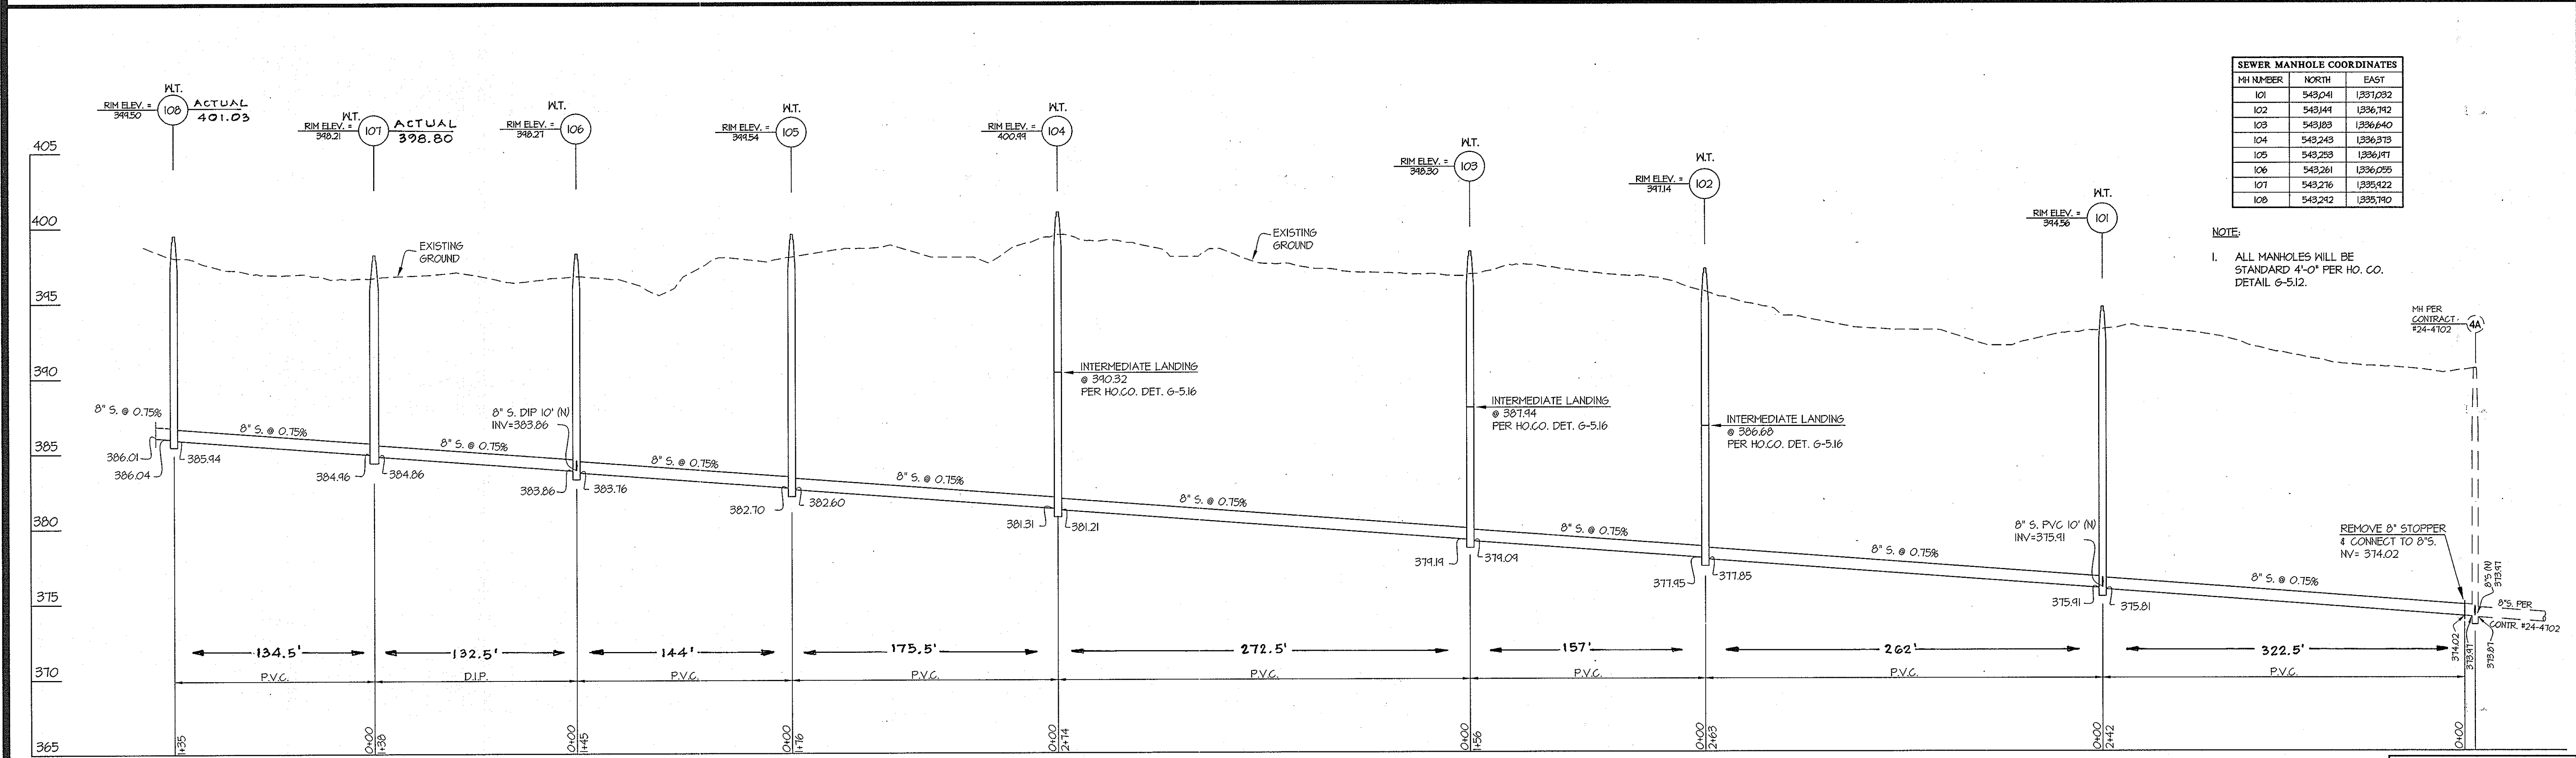 SEWER MANHOLE COORDINATES
MH NUMBER NORTH EAST
101 543,041 1,337,032
102 543,149 1,336,792
103 543,183 1,336,640
104 543,243 1,336,373
105 543,253 1,336,197
106 543,261 1,336,055
107 543,276 1,335,922
108 543,292 1,335,790
NOTE:
1. ALL MANHOLES WILL BE
STANDARD 4'-0" PER HO. CO.
DETAIL G-5.12.
W.T.
RIM ELEV. =
399.50
108
ACTUAL
401.03
W.T.
RIM ELEV. =
398.21
107
ACTUAL
398.80
W.T.
RIM ELEV. =
398.27
106
W.T.
RIM ELEV. =
399.54
105
W.T.
RIM ELEV. =
400.99
104
W.T.
RIM ELEV. =
398.30
103
W.T.
RIM ELEV. =
397.14
102
W.T.
RIM ELEV. =
394.56
101
MH PER
CONTRACT
#24-4702
4A
405
400
395
390
385
380
375
370
365
EXISTING
GROUND
EXISTING
GROUND
INTERMEDIATE LANDING
@ 390.32
PER HO.CO. DET. G-5.16
INTERMEDIATE LANDING
@ 387.94
PER HO.CO. DET. G-5.16
INTERMEDIATE LANDING
@ 386.68
PER HO.CO. DET. G-5.16
8" S. @ 0.75%
8" S. @ 0.75%
8" S. @ 0.75%
8" S. DIP 10' (N)
INV=383.86
8" S. @ 0.75%
8" S. @ 0.75%
8" S. @ 0.75%
8" S. @ 0.75%
8" S. @ 0.75%
8" S. PVC 10' (N)
INV=375.91
8" S. @ 0.75%
REMOVE 8" STOPPER
& CONNECT TO 8"S.
NV= 374.02
8"S (N)
373.97
8"S. PER
CONTR. #24-4702
386.01
386.04
385.94
384.96
384.86
383.86
383.76
382.70
382.60
381.31
381.21
379.19
379.09
377.95
377.85
375.91
375.81
374.02
373.97
373.87
134.5'
132.5'
144'
175.5'
272.5'
157'
262'
322.5'
P.V.C.
D.I.P.
P.V.C.
P.V.C.
P.V.C.
P.V.C.
P.V.C.
P.V.C.
1+35
0+00
1+38
0+00
1+45
0+00
1+76
0+00
2+74
0+00
1+56
0+00
2+63
0+00
2+42
0+00